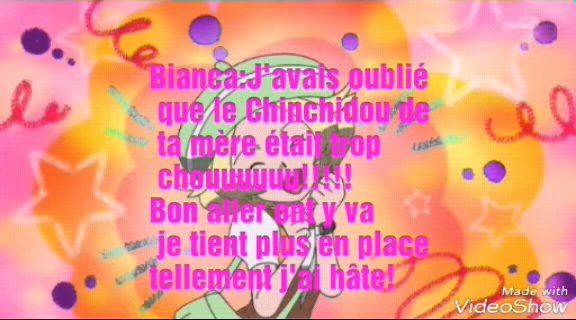 Bianca:J'avais oublié
que le Chinchidou de
ta mère était trop
chouuuuuu!!!!!
Bon aller ont y va
je tient plus en place
tellement j'ai hâte!
Made with
VideoShow